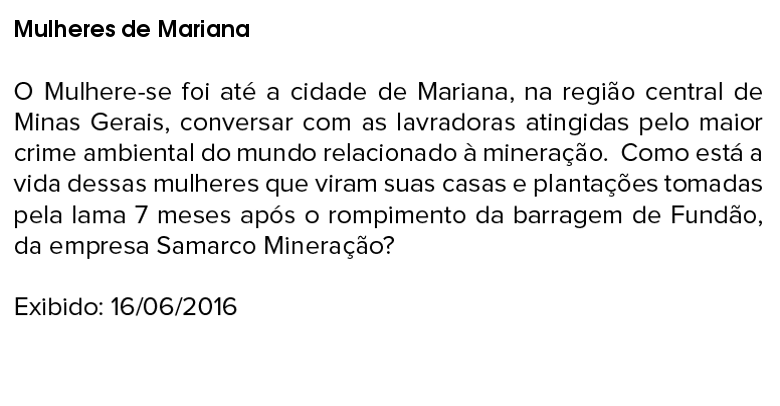 Mulheres de Mariana
O Mulhere-se foi até a cidade de Mariana, na região central de
Minas Gerais, conversar com as lavradoras atingidas pelo maior
crime ambiental do mundo relacionado à mineração.  Como está a
vida dessas mulheres que viram suas casas e plantações tomadas
pela lama 7 meses após o rompimento da barragem de Fundão,
da empresa Samarco Mineração?
Exibido: 16/06/2016